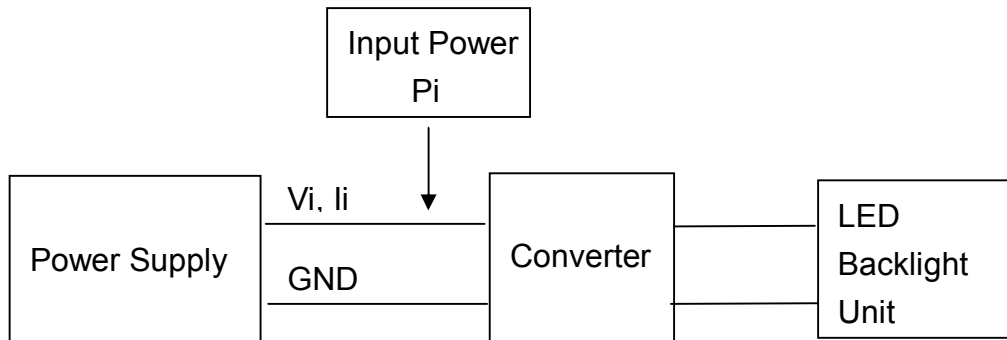 Input Power
Pi
Vi, Ii
Power Supply
GND
Converter
LED
Backlight
Unit